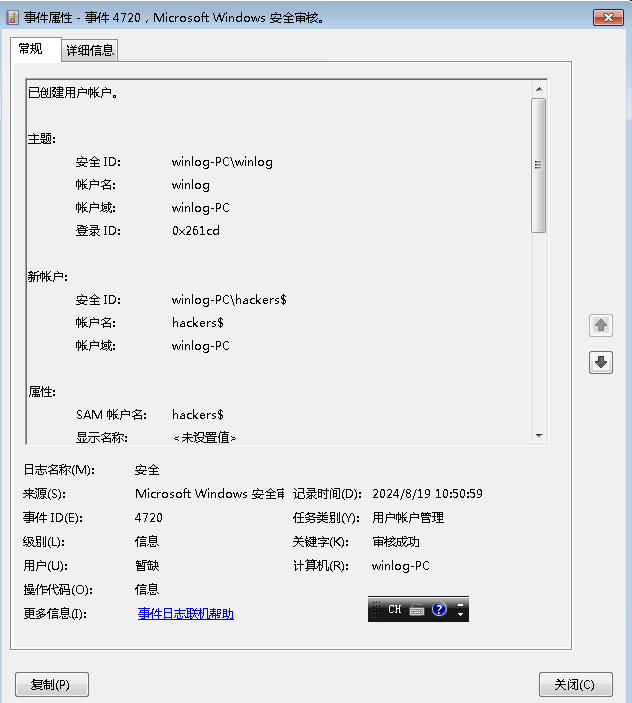 事件属性 - 事件 4720，Microsoft Windows 安全审核。
常规 详细信息
已创建用户帐户。
主题:
安全 ID: winlog-PC\winlog
帐户名: winlog
帐户域: winlog-PC
登录 ID: 0x261cd
新帐户:
安全 ID: winlog-PC\hackers$
帐户名: hackers$
帐户域: winlog-PC
属性:
SAM 帐户名: hackers$
显示名称: <未设置值>
日志名称(M): 安全
来源(S): Microsoft Windows 安全审 记录时间(D): 2024/8/19 10:50:59
事件 ID(E): 4720 任务类别(Y): 用户帐户管理
级别(L): 信息 关键字(K): 审核成功
用户(U): 暂缺 计算机(R): winlog-PC
操作代码(O): 信息
更多信息(I): 事件日志联机帮助
CH
复制(P) 关闭(C)